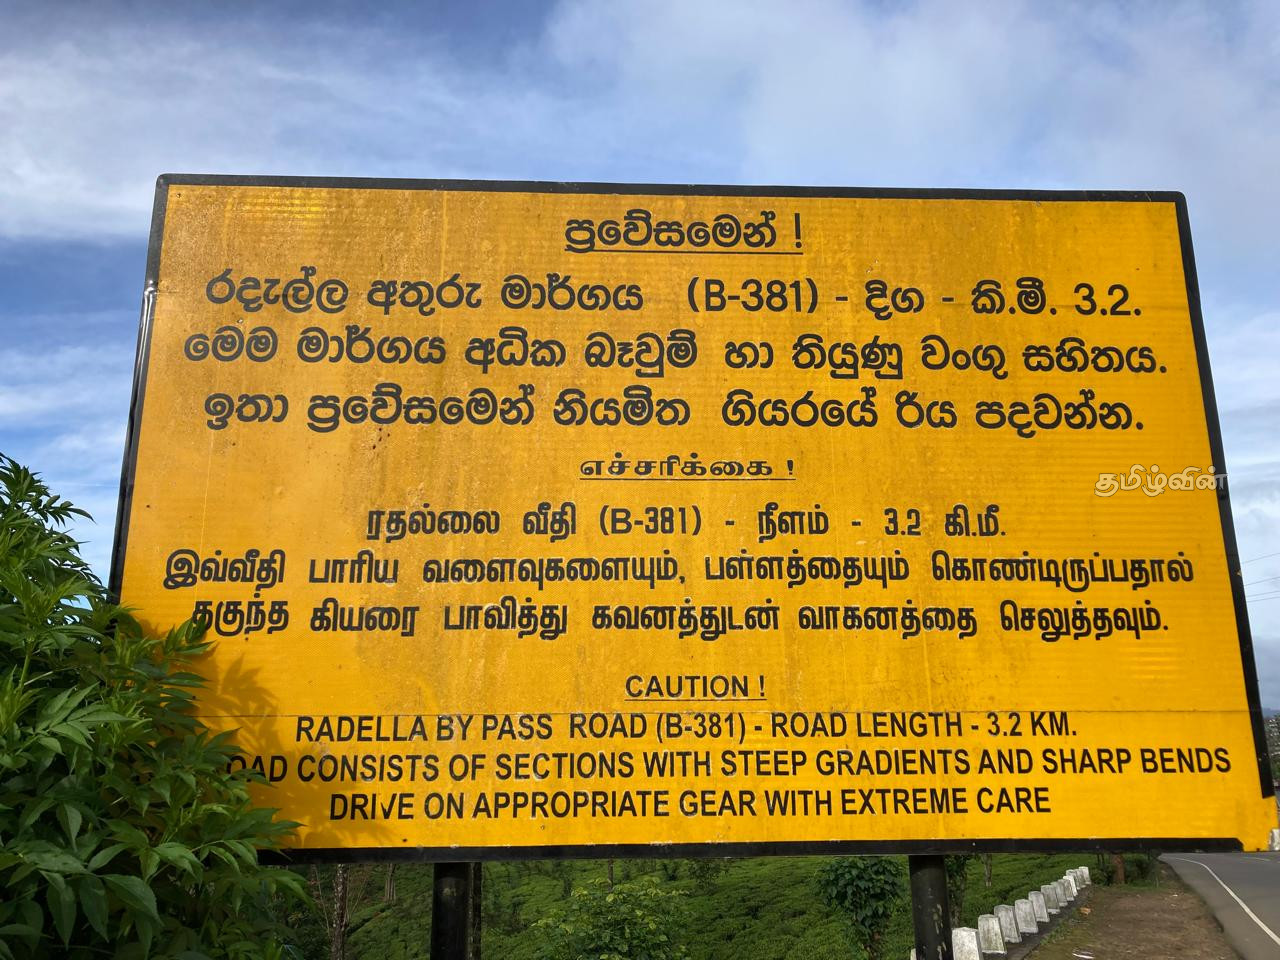 ප්‍රවේසමෙන් !
රදැල්ල අතුරු මාර්ගය (B-381) - දිග - කි.මී. 3.2.
මෙම මාර්ගය අධික බෑවුම් හා තියුණු වංගු සහිතය.
ඉතා ප්‍රවේසමෙන් නියමිත ගියරයේ රිය පදවන්න.
எச்சரிக்கை !
தமிழ்வின்
ரதல்லை வீதி (B-381) - நீளம் - 3.2 கி.மீ.
இவ்வீதி பாரிய வளைவுகளையும், பள்ளத்தையும் கொண்டிருப்பதால்
தகுந்த கியரை பாவித்து கவனத்துடன் வாகனத்தை செலுத்தவும்.
CAUTION !
RADELLA BY PASS ROAD (B-381) - ROAD LENGTH - 3.2 KM.
CONSISTS OF SECTIONS WITH STEEP GRADIENTS AND SHARP BENDS
DRIVE ON APPROPRIATE GEAR WITH EXTREME CARE